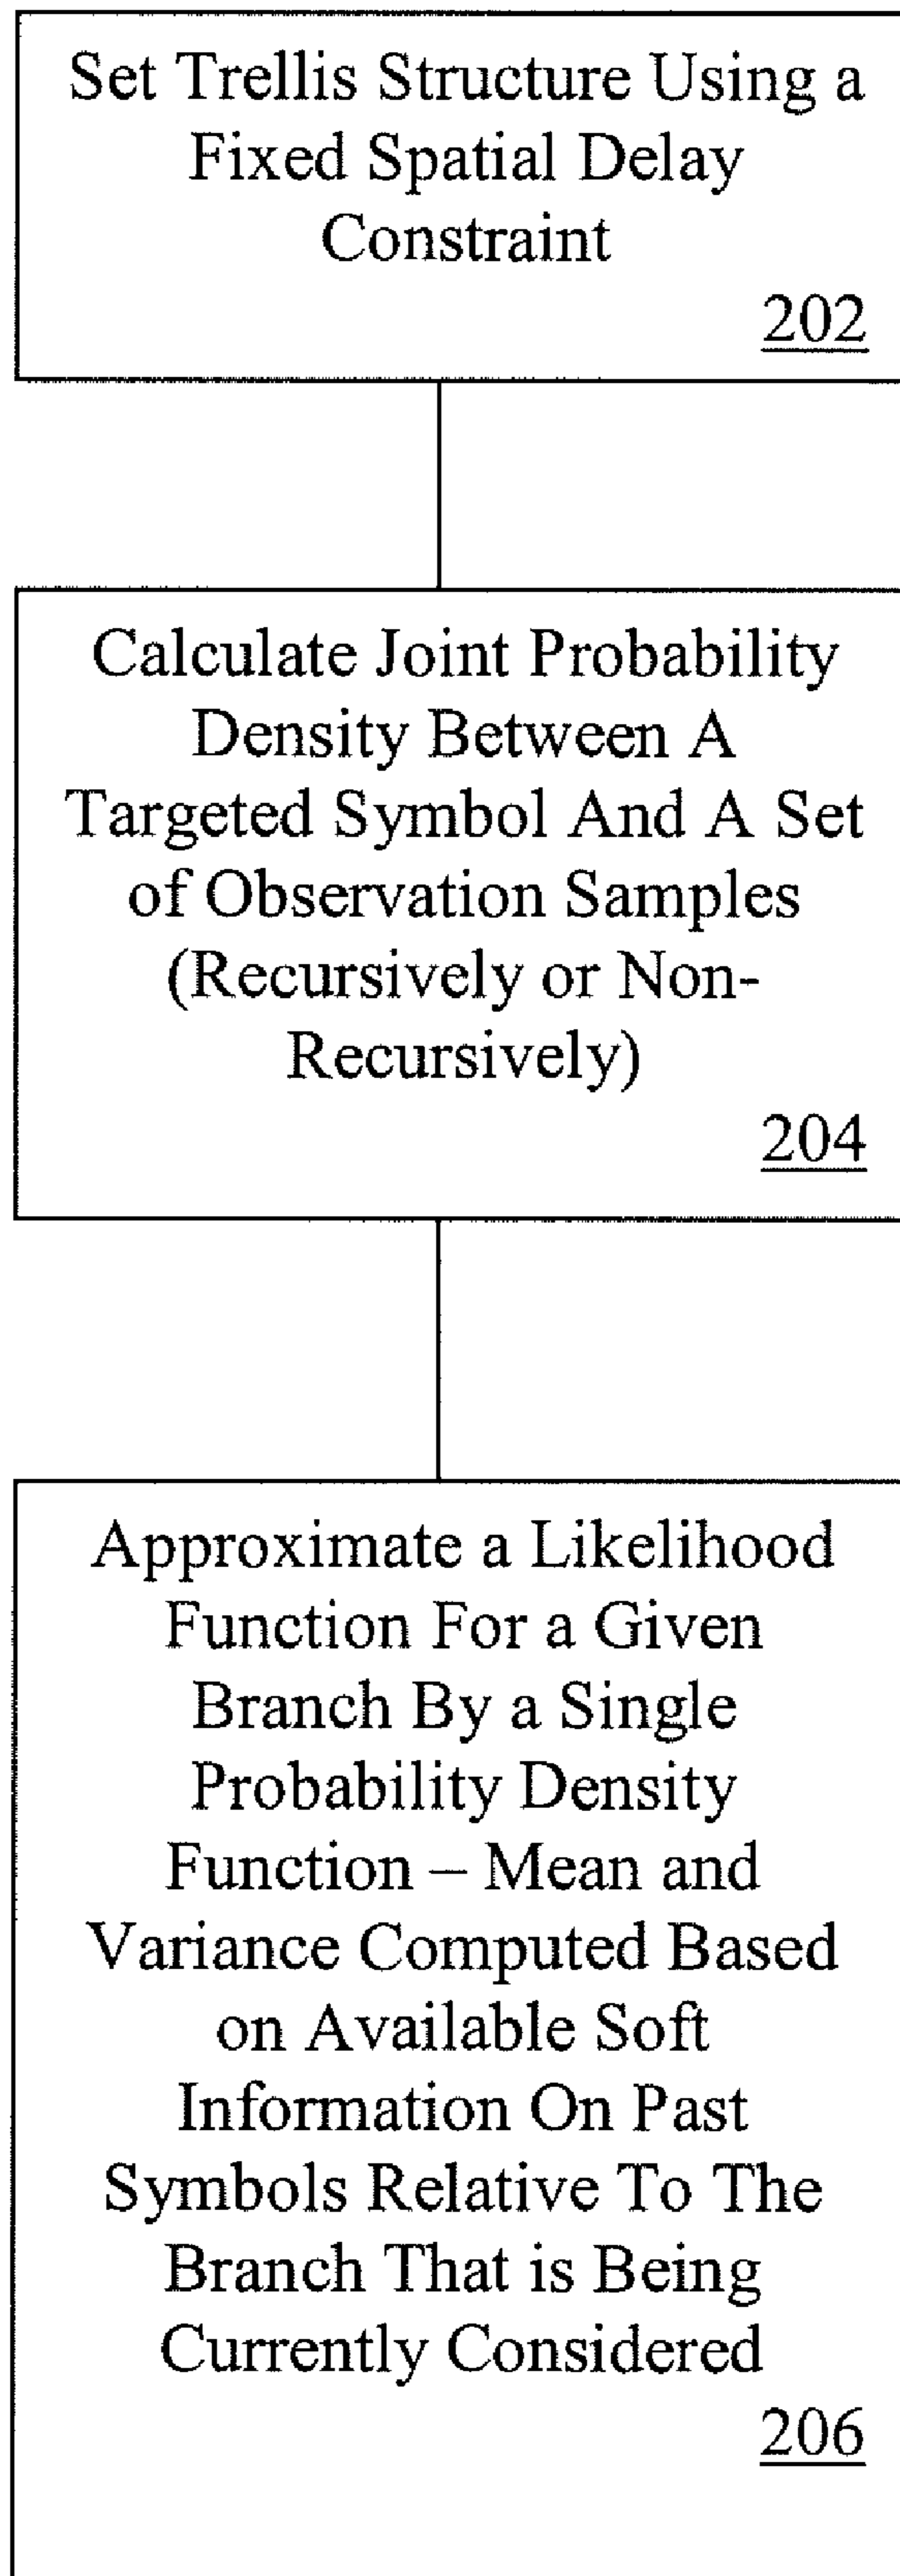 Set Trellis Structure Using a
Fixed Spatial Delay
Constraint
202
Calculate Joint Probability
Density Between A
Targeted Symbol And A Set
of Observation Samples
(Recursively or Non-
Recursively)
204
Approximate a Likelihood
Function For a Given
Branch By a Single
Probability Density
Function – Mean and
Variance Computed Based
on Available Soft
Information On Past
Symbols Relative To The
Branch That is Being
Currently Considered
206